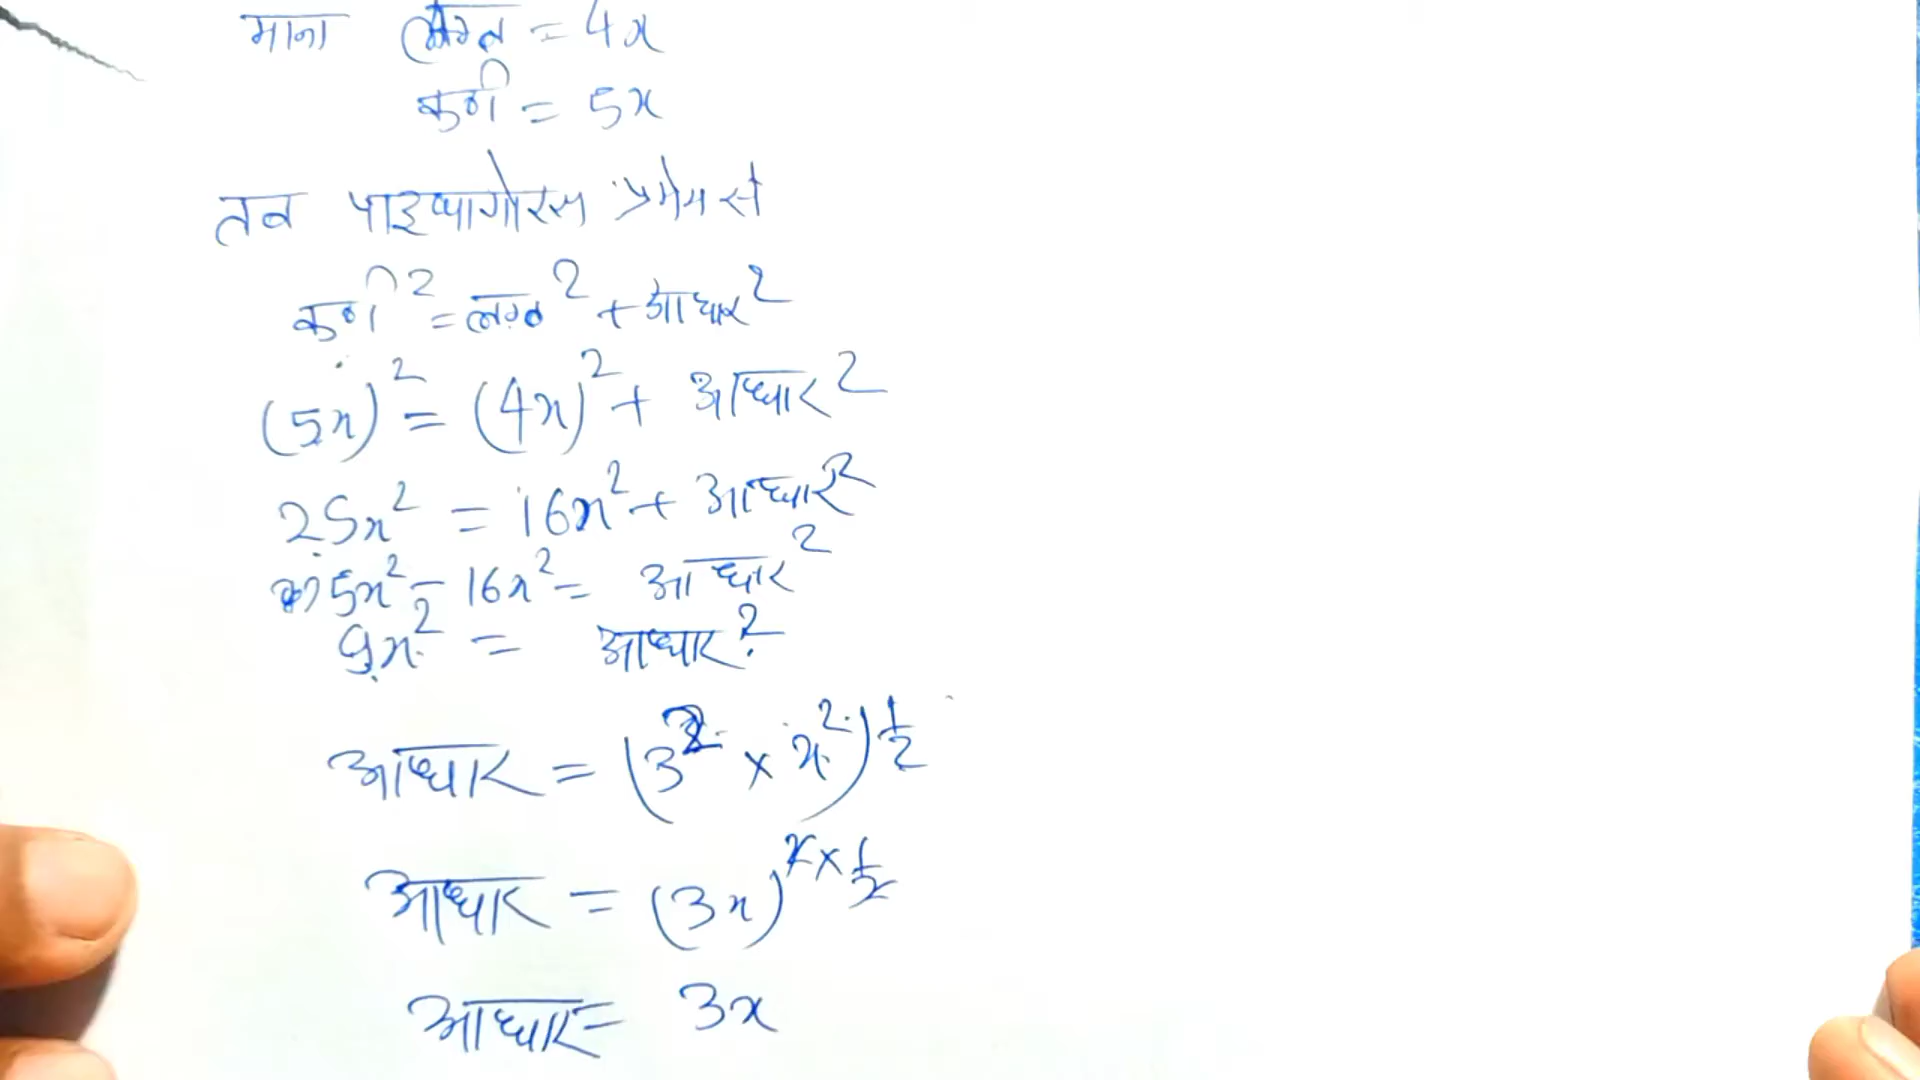 माना लम्ब = 4x
कर्ण = 5x
तब पाइथागोरस प्रमेय से
कर्ण² = लम्ब² + आधार²
(5x)² = (4x)² + आधार²
25x² = 16x² + आधार²
25x² - 16x² = आधार²
9x² = आधार²
आधार = (3² × x²)^1/2
आधार = (3x)^2×1/2
आधार = 3x